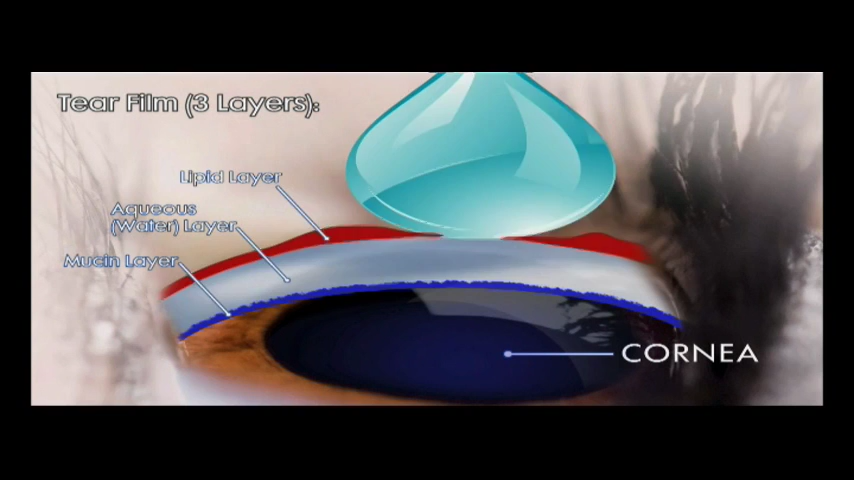 Tear Film (3 Layers):
Lipid Layer
Aqueous
(Water) Layer
Mucin Layer
CORNEA